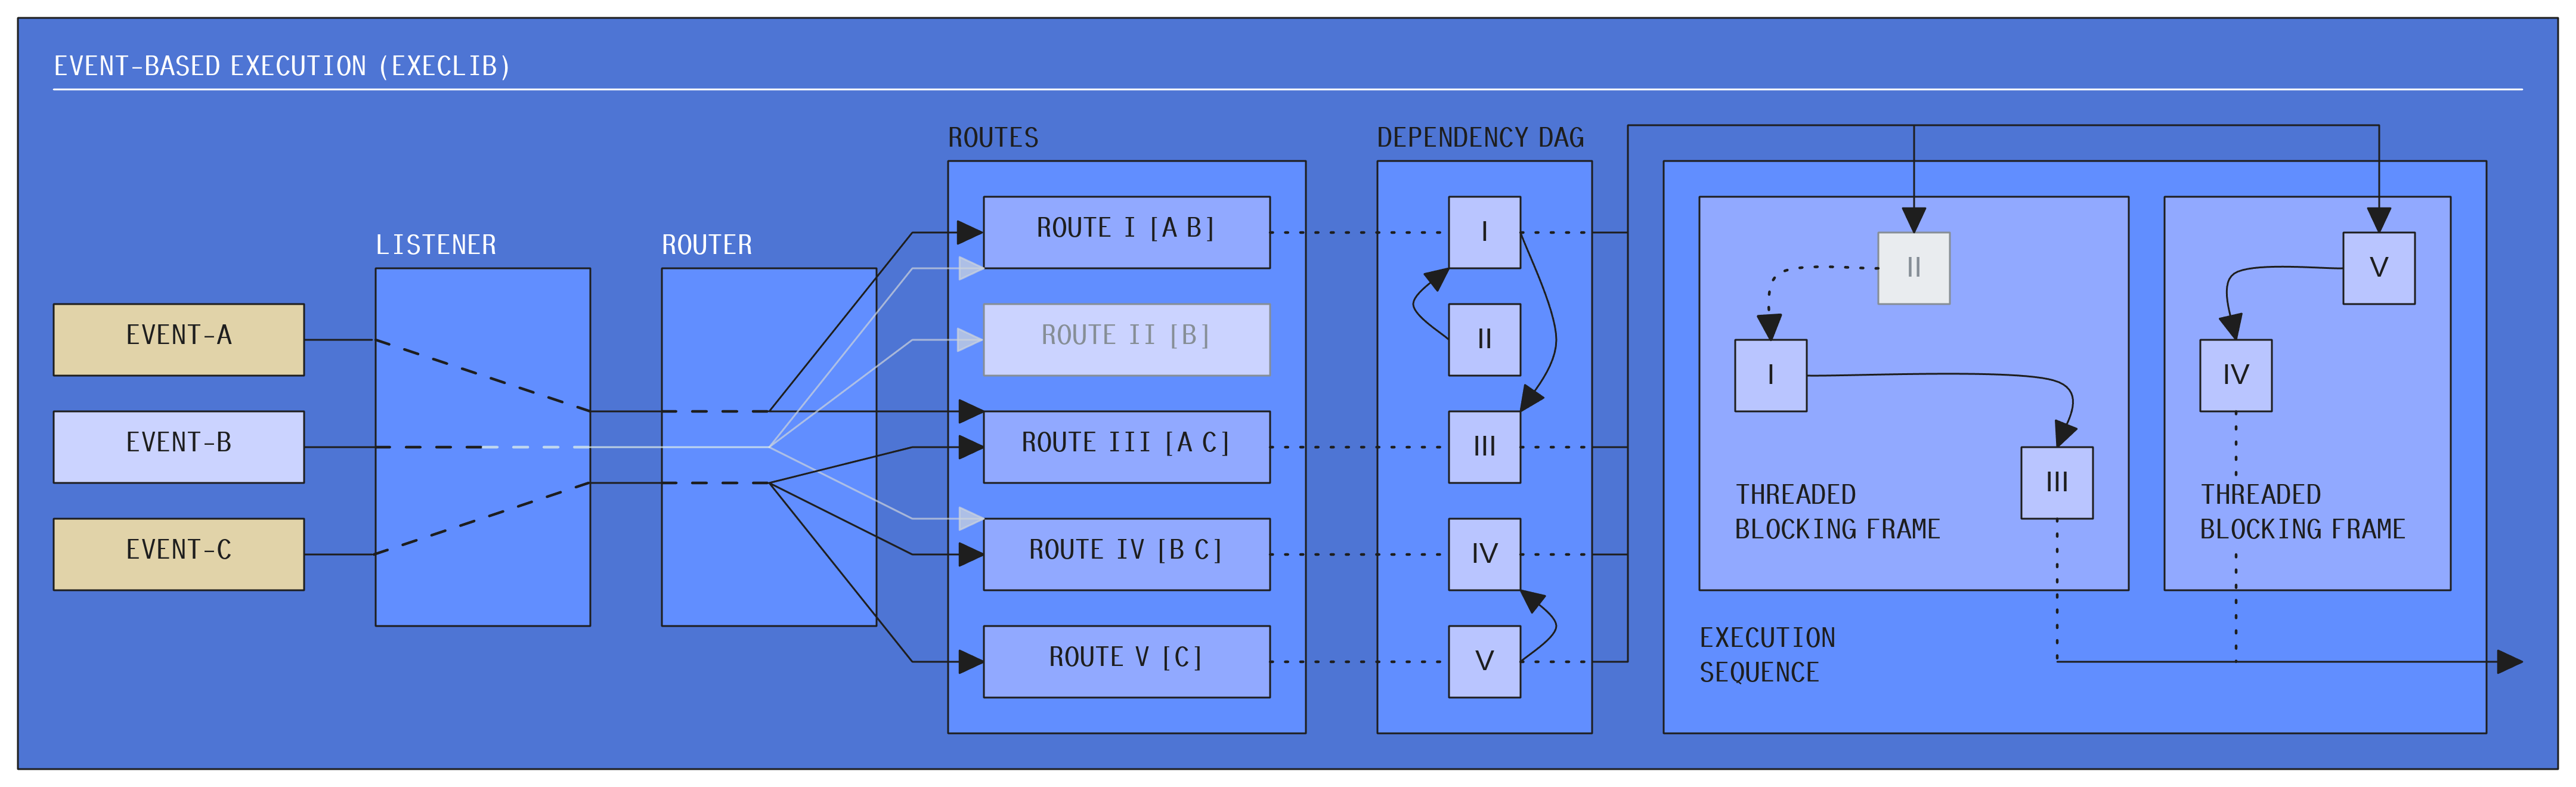 EVENT-BASED EXECUTION (EXECLIB)
ROUTES
DEPENDENCY DAG
LISTENER
ROUTER
EVENT-A
EVENT-B
EVENT-C
ROUTE I [A B]
ROUTE II [B]
ROUTE III [A C]
ROUTE IV [B C]
ROUTE V [C]
I
II
III
IV
V
II
I
III
THREADED
BLOCKING FRAME
V
IV
THREADED
BLOCKING FRAME
EXECUTION
SEQUENCE